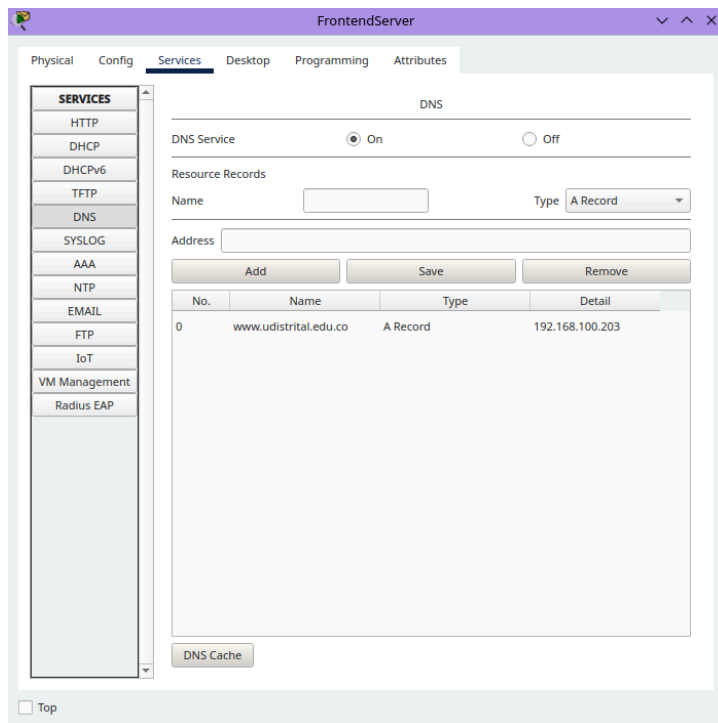 FrontendServer
Physical Config Services Desktop Programming Attributes
SERVICES
HTTP
DHCP
DHCPv6
TFTP
DNS
SYSLOG
AAA
NTP
EMAIL
FTP
IoT
VM Management
Radius EAP
DNS
DNS Service On Off
Resource Records
Name Type A Record
Address
Add Save Remove
No. Name Type Detail
0 www.udistrital.edu.co A Record 192.168.100.203
DNS Cache
Top